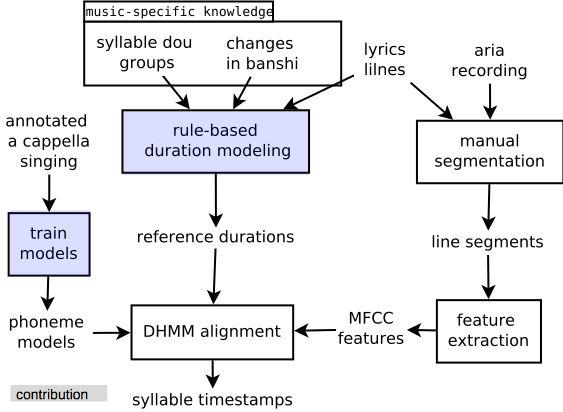 music-specific knowledge
syllable dou
groups
changes
in banshi
lyrics
lilnes
aria
recording
annotated
a cappella
singing
rule-based
duration modeling
manual
segmentation
train
models
reference durations
line segments
phoneme
models
DHMM alignment
MFCC
features
feature
extraction
contribution
syllable timestamps